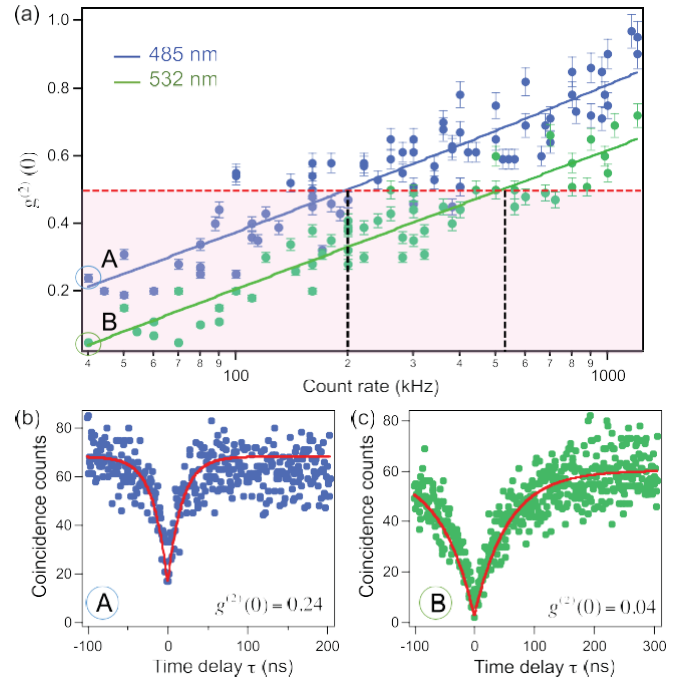 (a)
1.0
0.8
0.6
0.4
0.2
g(2) (0)
485 nm
532 nm
A
B
4 5 6 7 8 9 100 2 3 4 5 6 7 8 9 1000
Count rate (kHz)
(b)
80
60
40
20
0
Coincidence counts
A
g(2)(0) = 0.24
-100 0 100 200
Time delay τ (ns)
(c)
80
60
40
20
0
Coincidence counts
B
g(2)(0) = 0.04
-100 0 100 200 300
Time delay τ (ns)